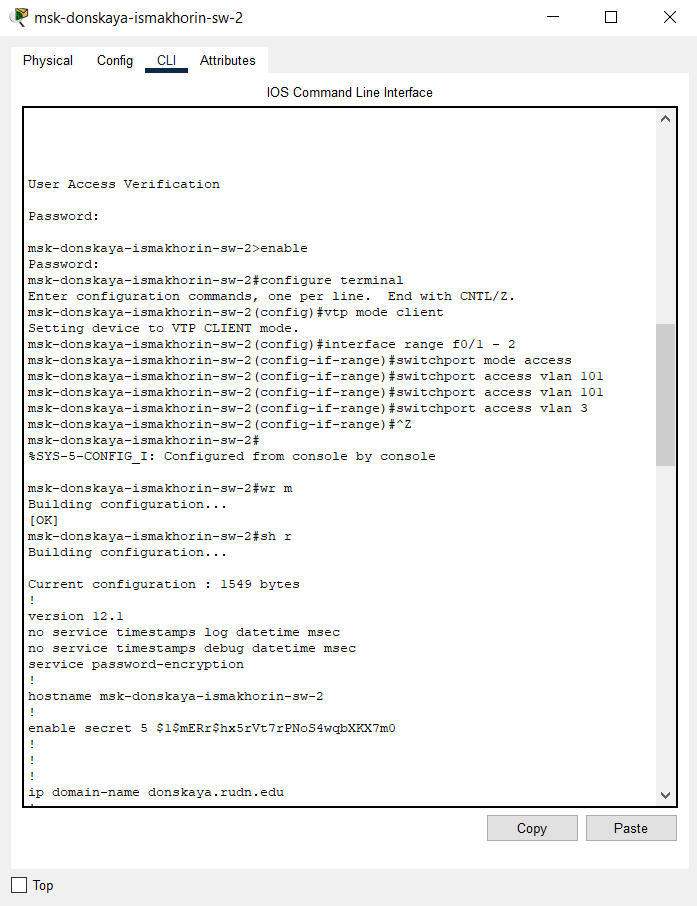 msk-donskaya-ismakhorin-sw-2
Physical Config CLI Attributes
IOS Command Line Interface
User Access Verification
Password:
msk-donskaya-ismakhorin-sw-2>enable
Password:
msk-donskaya-ismakhorin-sw-2#configure terminal
Enter configuration commands, one per line.  End with CNTL/Z.
msk-donskaya-ismakhorin-sw-2(config)#vtp mode client
Setting device to VTP CLIENT mode.
msk-donskaya-ismakhorin-sw-2(config)#interface range f0/1 - 2
msk-donskaya-ismakhorin-sw-2(config-if-range)#switchport mode access
msk-donskaya-ismakhorin-sw-2(config-if-range)#switchport access vlan 101
msk-donskaya-ismakhorin-sw-2(config-if-range)#switchport access vlan 101
msk-donskaya-ismakhorin-sw-2(config-if-range)#switchport access vlan 3
msk-donskaya-ismakhorin-sw-2(config-if-range)#^Z
msk-donskaya-ismakhorin-sw-2#
%SYS-5-CONFIG_I: Configured from console by console
msk-donskaya-ismakhorin-sw-2#wr m
Building configuration...
[OK]
msk-donskaya-ismakhorin-sw-2#sh r
Building configuration...
Current configuration : 1549 bytes
!
version 12.1
no service timestamps log datetime msec
no service timestamps debug datetime msec
service password-encryption
!
hostname msk-donskaya-ismakhorin-sw-2
!
enable secret 5 $1$mERr$hx5rVt7rPNoS4wqbXKX7m0
!
!
!
ip domain-name donskaya.rudn.edu
!
Copy Paste
Top